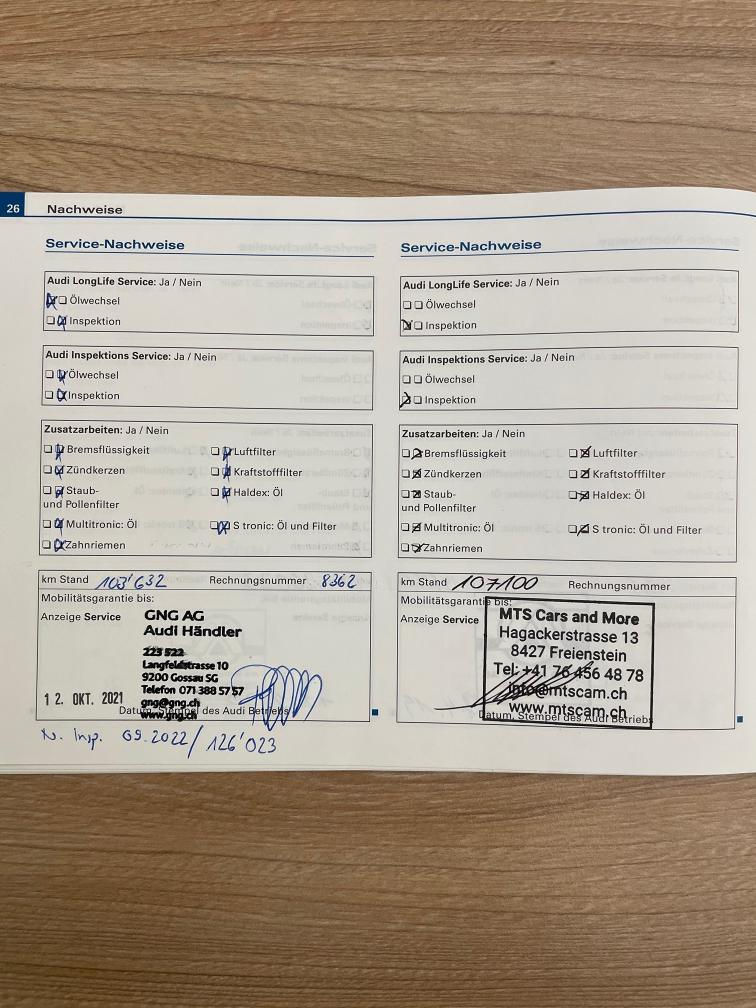 26 Nachweise
Service-Nachweise
Audi LongLife Service: Ja / Nein
Ölwechsel
Inspektion
Audi Inspektions Service: Ja / Nein
Ölwechsel
Inspektion
Zusatzarbeiten: Ja / Nein
Bremsflüssigkeit Luftfilter
Zündkerzen Kraftstofffilter
Staub- Haldex: Öl
und Pollenfilter
Multitronic: Öl S tronic: Öl und Filter
Zahnriemen
km Stand 103'632 Rechnungsnummer 8362
Mobilitätsgarantie bis:
Anzeige Service
GNG AG
Audi Händler
223 522
Langfeldstrasse 10
9200 Gossau SG
Telefon 071 388 57 57
gng@gng.ch
www.gng.ch
12. OKT. 2021
Datum, Stempel des Audi Betriebs
N. Insp. 09.2022 / 126'023
Service-Nachweise
Audi LongLife Service: Ja / Nein
Ölwechsel
Inspektion
Audi Inspektions Service: Ja / Nein
Ölwechsel
Inspektion
Zusatzarbeiten: Ja / Nein
Bremsflüssigkeit Luftfilter
Zündkerzen Kraftstofffilter
Staub- Haldex: Öl
und Pollenfilter
Multitronic: Öl S tronic: Öl und Filter
Zahnriemen
km Stand 107100 Rechnungsnummer
Mobilitätsgarantie bis:
Anzeige Service
MTS Cars and More
Hagackerstrasse 13
8427 Freienstein
Tel: +41 76 456 48 78
info@mtscam.ch
www.mtscam.ch
Datum, Stempel des Audi Betriebs